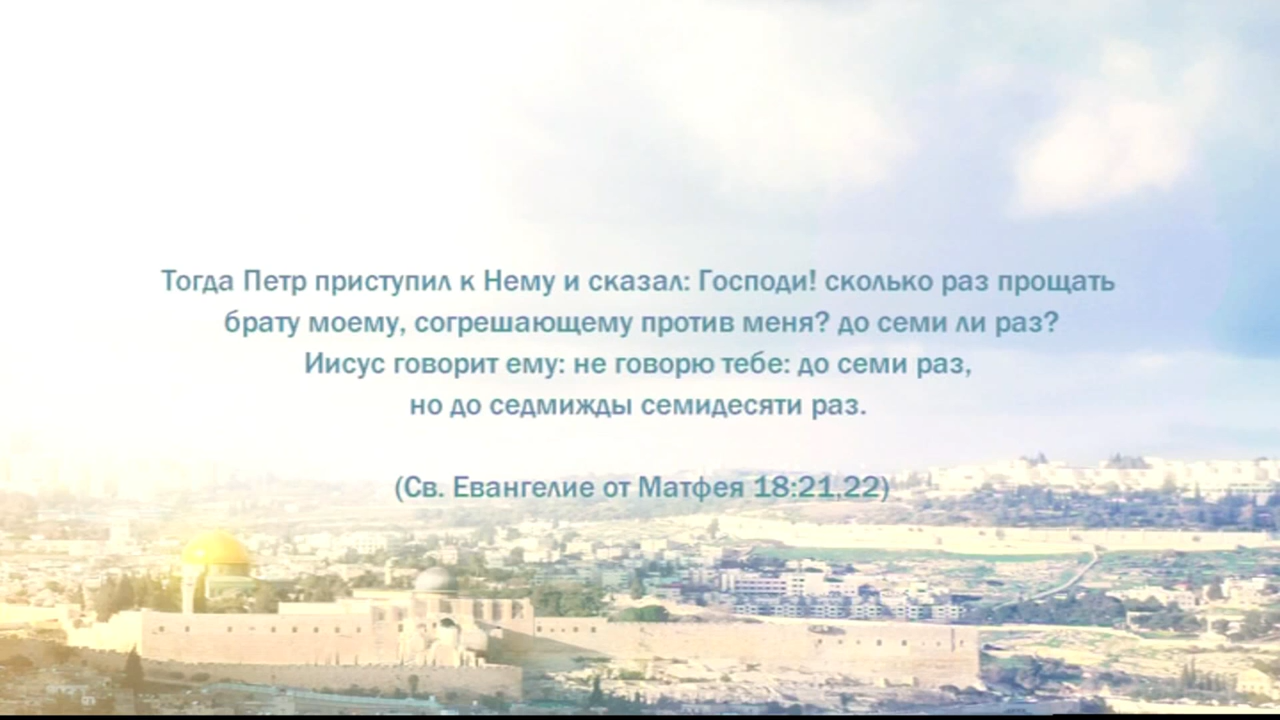 Тогда Петр приступил к Нему и сказал: Господи! сколько раз прощать
брату моему, согрешающему против меня? до семи ли раз?
Иисус говорит ему: не говорю тебе: до семи раз,
но до седмижды семидесяти раз.
(Св. Евангелие от Матфея 18:21,22)